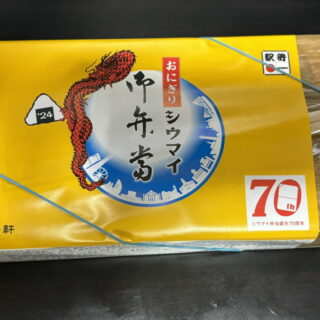 駅弁
おにぎり
シウマイ
御弁當
'24
70th
シウマイ弁当誕生70周年
軒